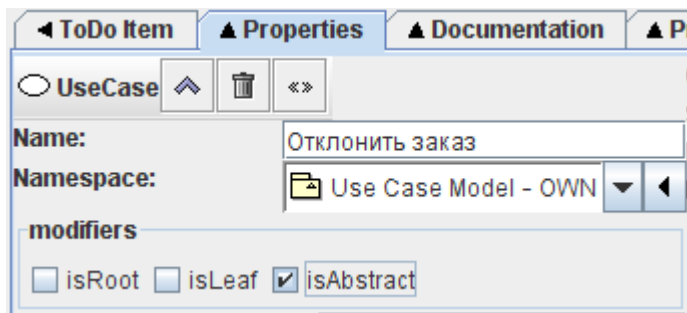 ToDo Item Properties Documentation P
UseCase «»
Name: Отклонить заказ
Namespace: Use Case Model - OWN
modifiers
isRoot isLeaf isAbstract